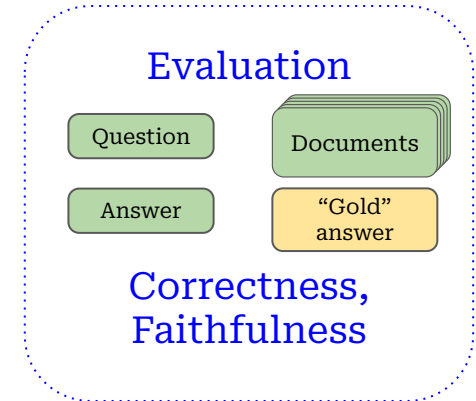 Evaluation
Question
Documents
Answer
“Gold”
answer
Correctness,
Faithfulness